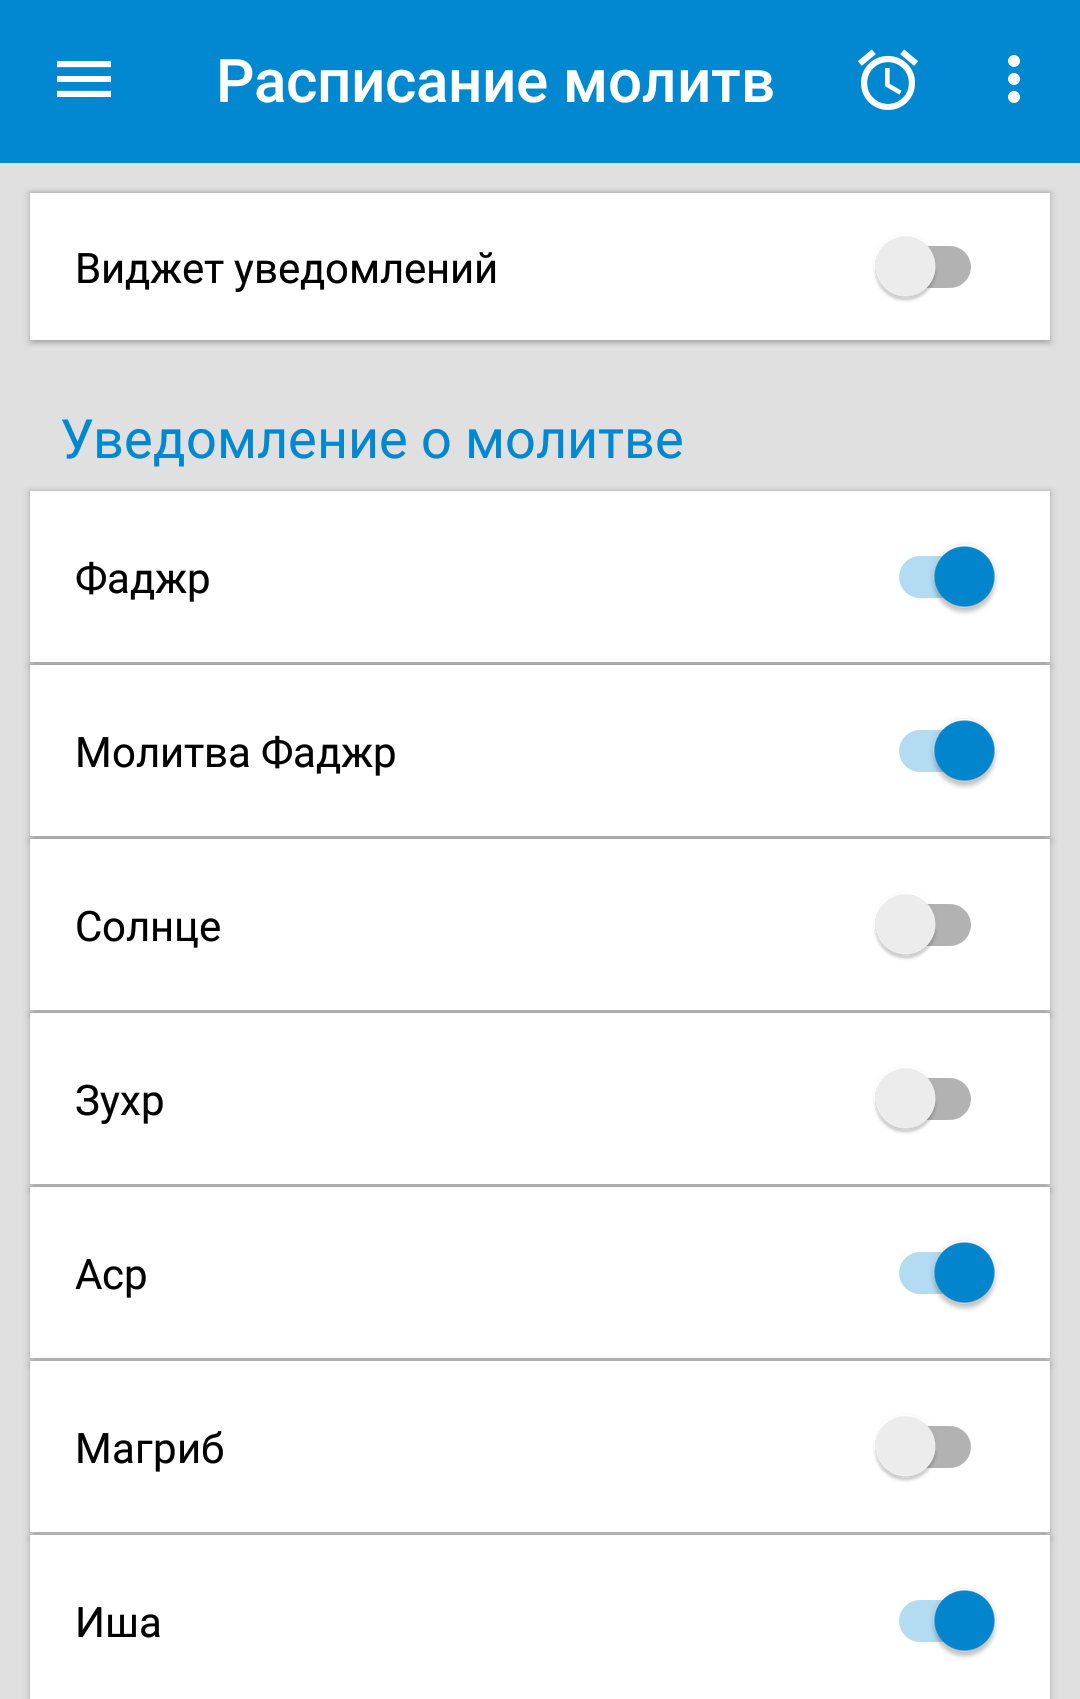 Расписание молитв
Виджет уведомлений
Уведомление о молитве
Фаджр
Молитва Фаджр
Солнце
Зухр
Аср
Магриб
Иша